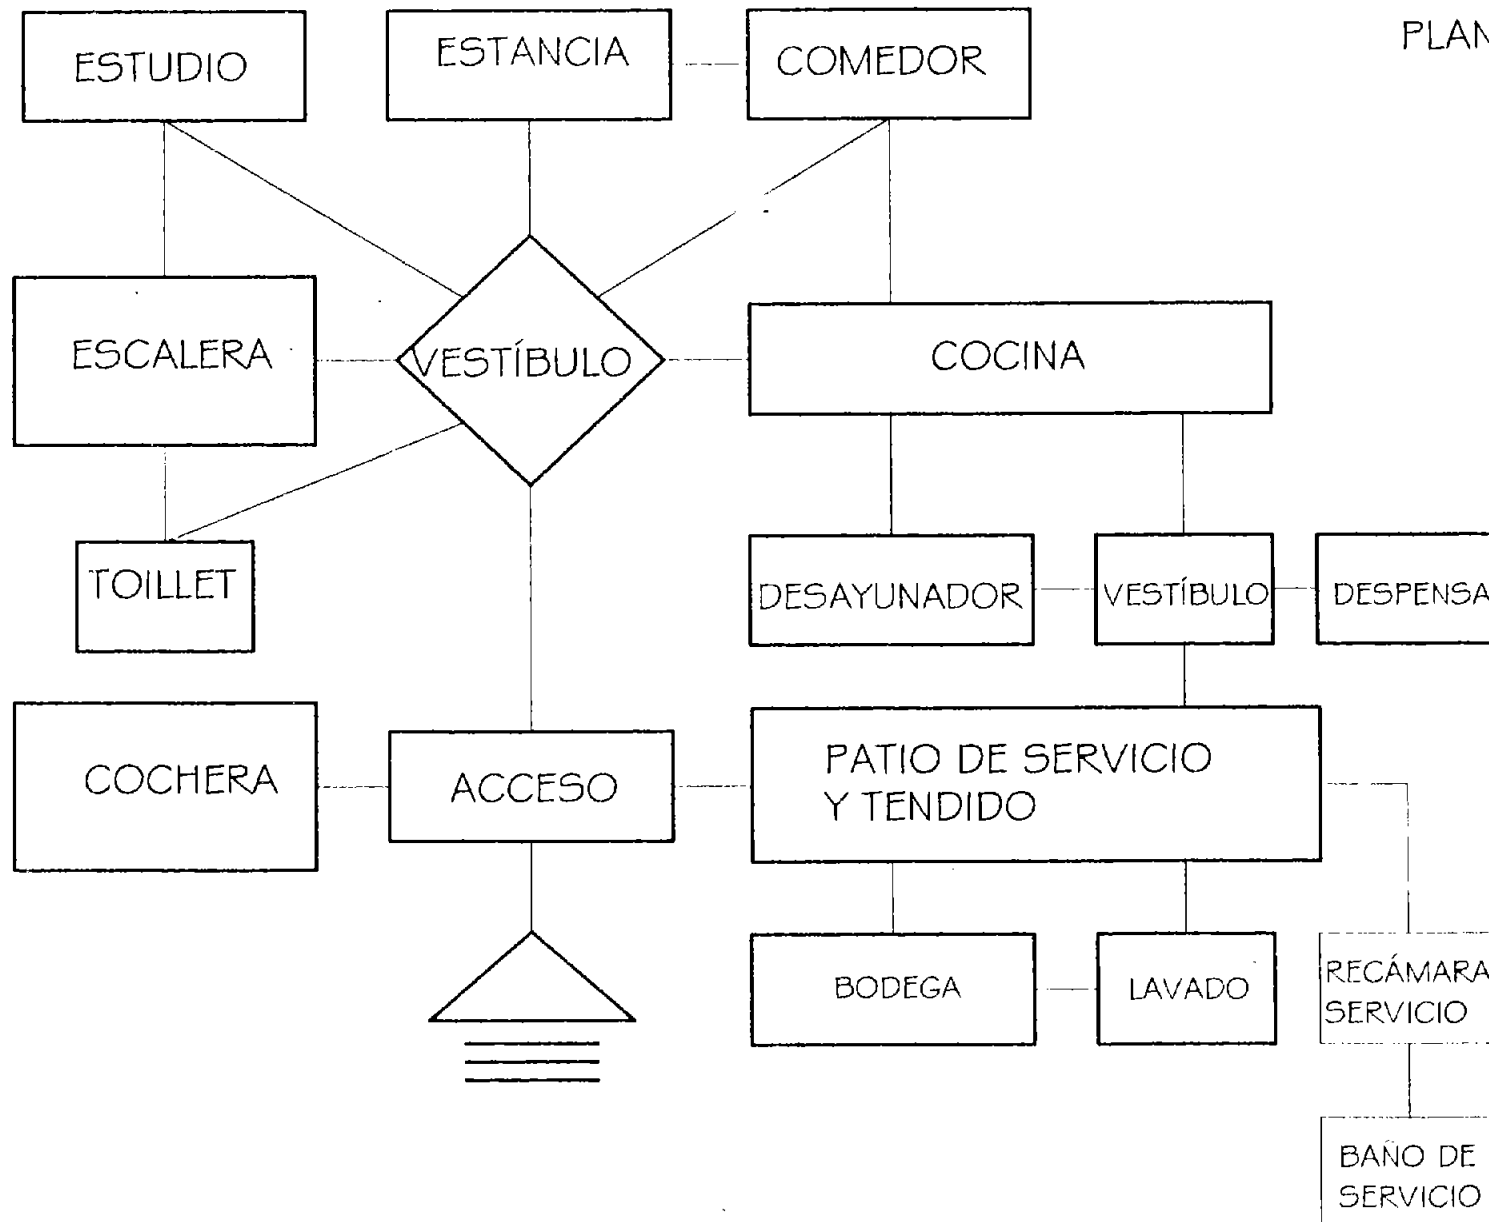 PLAN
ESTUDIO
ESTANCIA
COMEDOR
ESCALERA
VESTÍBULO
COCINA
TOILLET
DESAYUNADOR
VESTÍBULO
DESPENSA
COCHERA
ACCESO
PATIO DE SERVICIO
Y TENDIDO
BODEGA
LAVADO
RECÁMARA
SERVICIO
BAÑO DE
SERVICIO